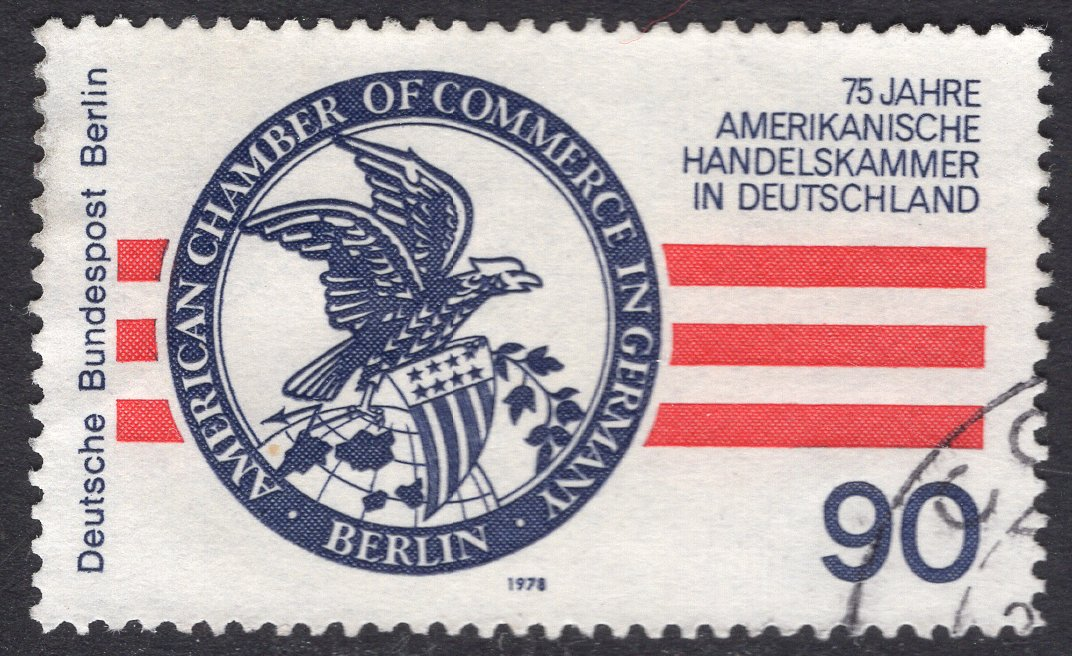 Deutsche Bundespost Berlin
AMERICAN CHAMBER OF COMMERCE IN GERMANY
· BERLIN ·
75 JAHRE
AMERIKANISCHE
HANDELSKAMMER
IN DEUTSCHLAND
90
1978